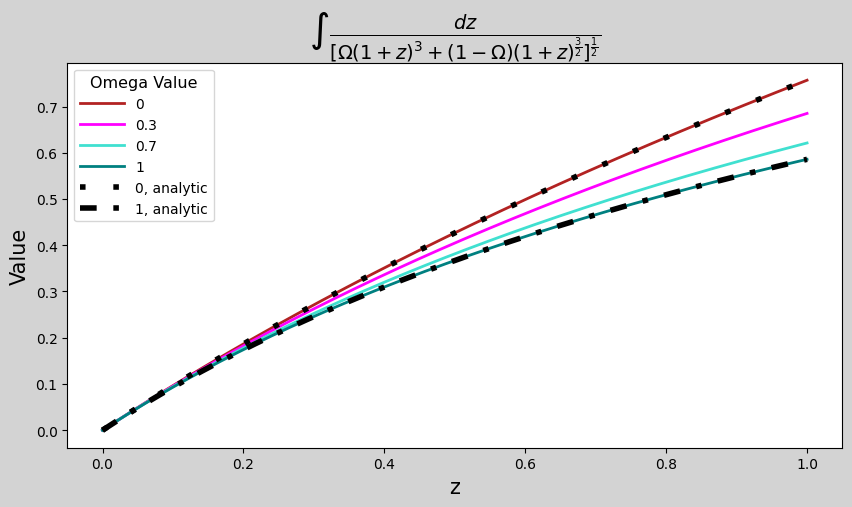 ∫ dz / [Ω(1 + z)³ + (1 − Ω)(1 + z)^{3/2}]^{1/2}
Omega Value
0
0.3
0.7
1
0, analytic
1, analytic
Value
0.7
0.6
0.5
0.4
0.3
0.2
0.1
0.0
0.0 0.2 0.4 0.6 0.8 1.0
z